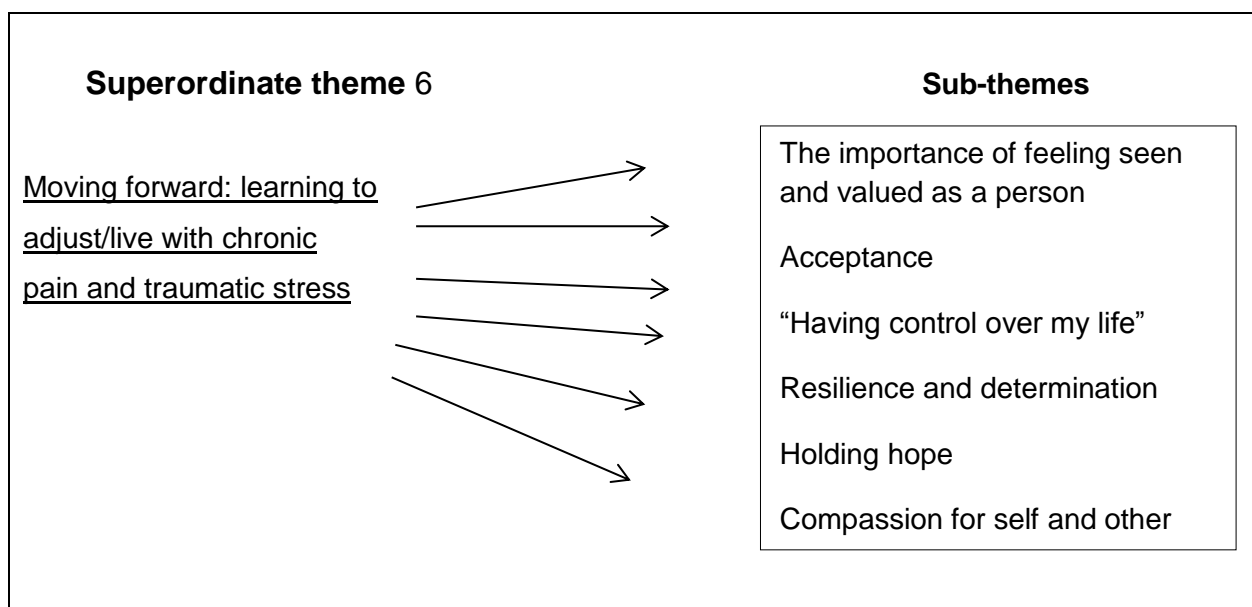 Superordinate theme 6
Moving forward: learning to
adjust/live with chronic
pain and traumatic stress
Sub-themes
The importance of feeling seen
and valued as a person
Acceptance
“Having control over my life”
Resilience and determination
Holding hope
Compassion for self and other